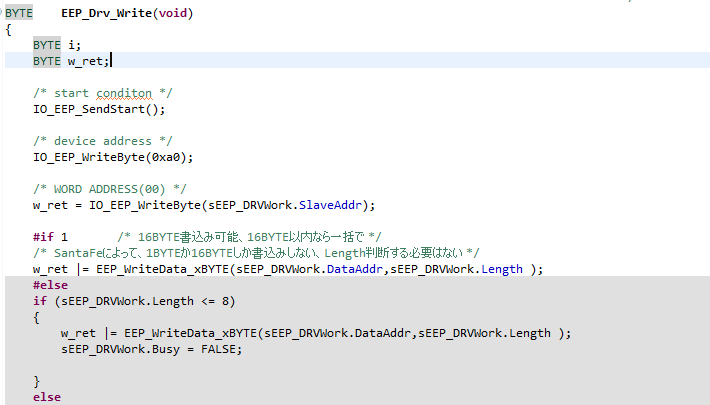 BYTE    EEP_Drv_Write(void)
{
    BYTE i;
    BYTE w_ret;

    /* start conditon */
    IO_EEP_SendStart();

    /* device address */
    IO_EEP_WriteByte(0xa0);

    /* WORD ADDRESS(00) */
    w_ret = IO_EEP_WriteByte(sEEP_DRVWork.SlaveAddr);

    #if 1       /* 16BYTE書込み可能、16BYTE以内なら一括で */
    /* SantaFeによって、1BYTEか16BYTEしか書込みしない、Length判断する必要はない */
    w_ret |= EEP_WriteData_xBYTE(sEEP_DRVWork.DataAddr,sEEP_DRVWork.Length );
    #else
    if (sEEP_DRVWork.Length <= 8)
    {
        w_ret |= EEP_WriteData_xBYTE(sEEP_DRVWork.DataAddr,sEEP_DRVWork.Length );
        sEEP_DRVWork.Busy = FALSE;

    }
    else